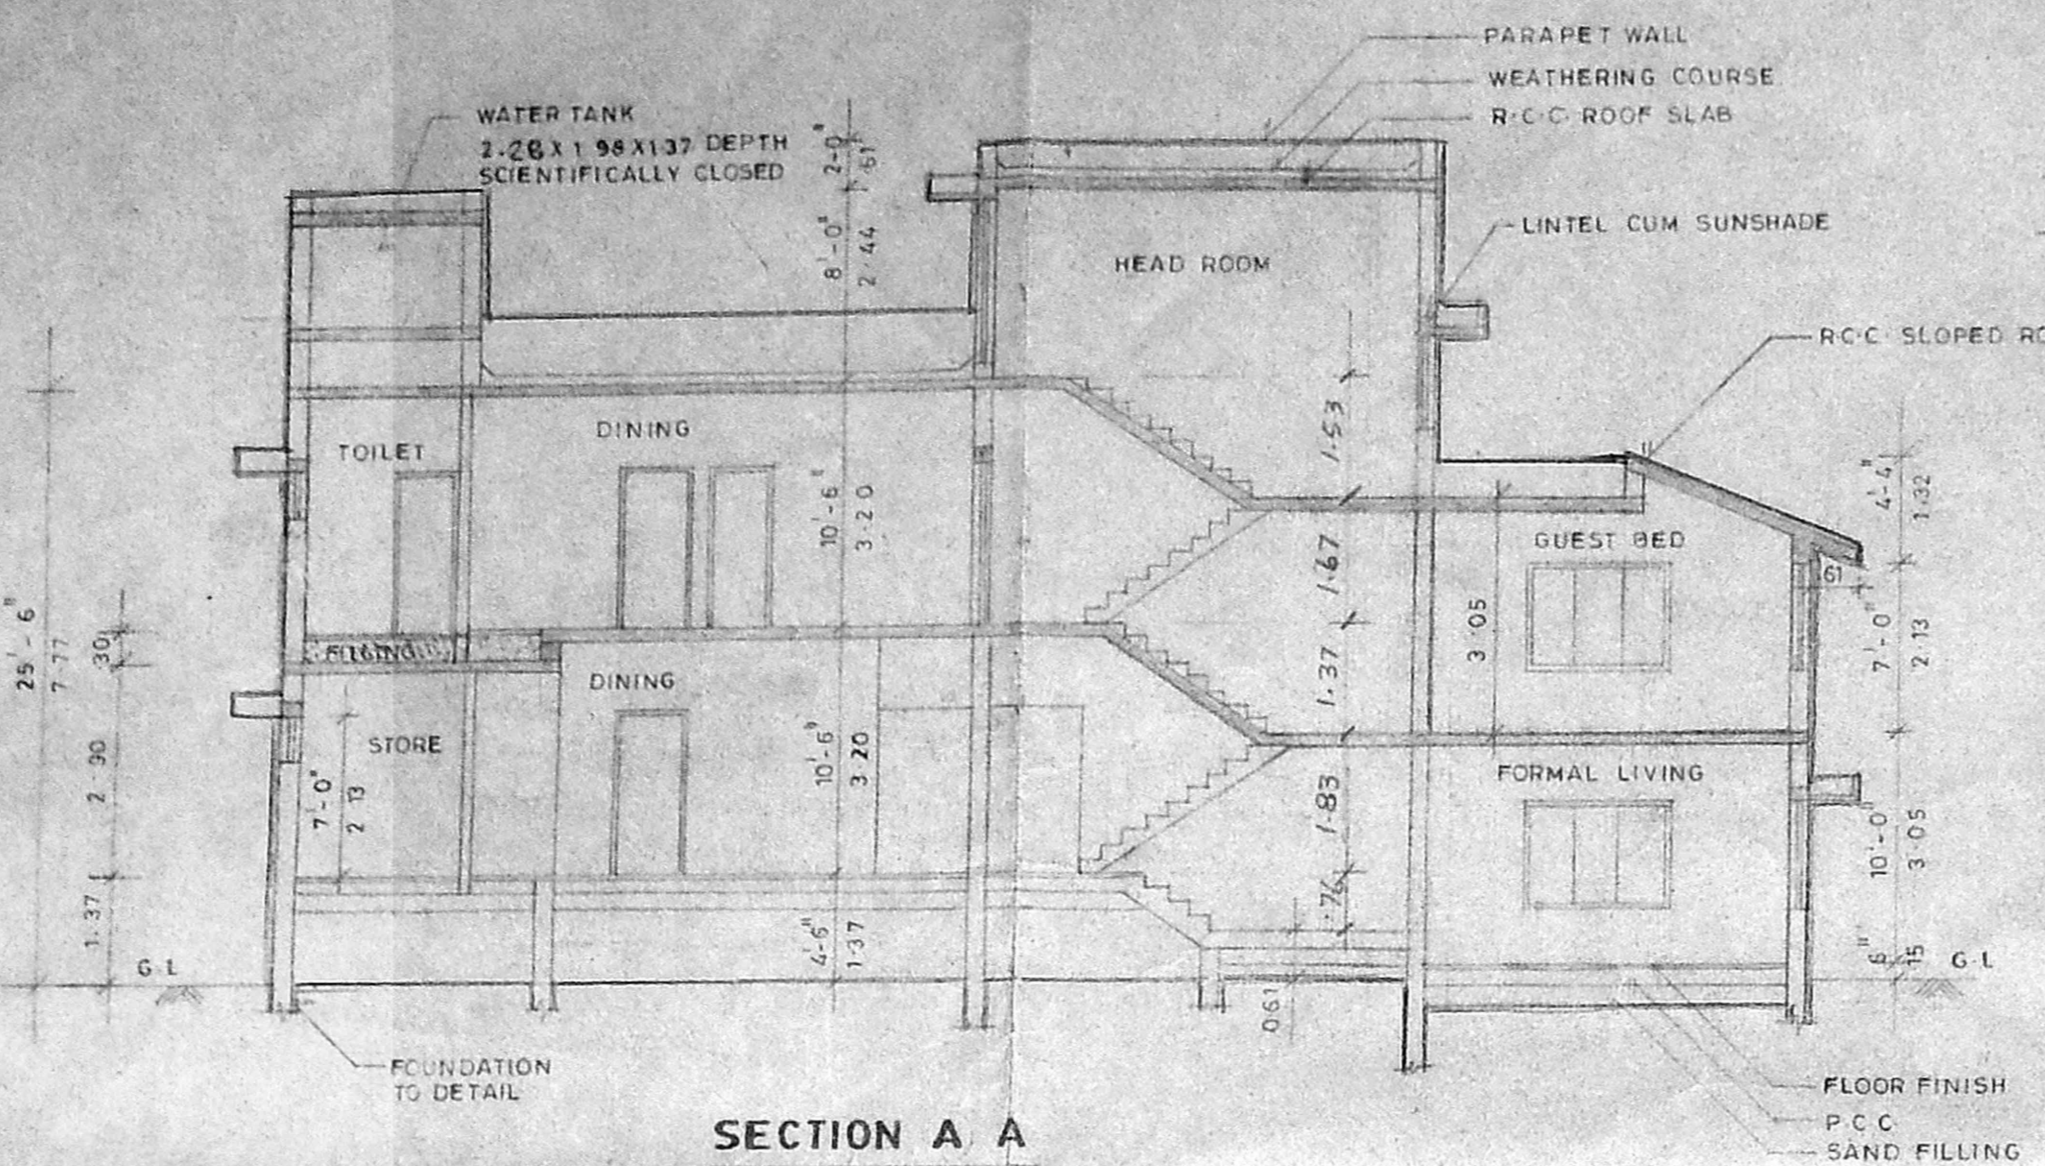 PARAPET WALL
WEATHERING COURSE
R·C·C· ROOF SLAB
WATER TANK
2·28 X 1 98 X 1 37 DEPTH
SCIENTIFICALLY CLOSED
2'-0"
·61
8'-0"
2·44
HEAD ROOM
LINTEL CUM SUNSHADE
R·C·C· SLOPED RO
TOILET
DINING
10'-6"
3·20
1·53
1·67
GUEST BED
4'-4"
1·32
·61
7'-0"
2·13
3·05
25'-6"
7·77
·30
FILLING
DINING
1·37
STORE
7'-0"
2 13
2·90
10'-6"
3 20
FORMAL LIVING
1·83
10'-0"
3·05
·76
1·37
4'-6"
1·37
6"
15
G·L
G·L
061
FOUNDATION
TO DETAIL
FLOOR FINISH
P C C
SAND FILLING
SECTION A A